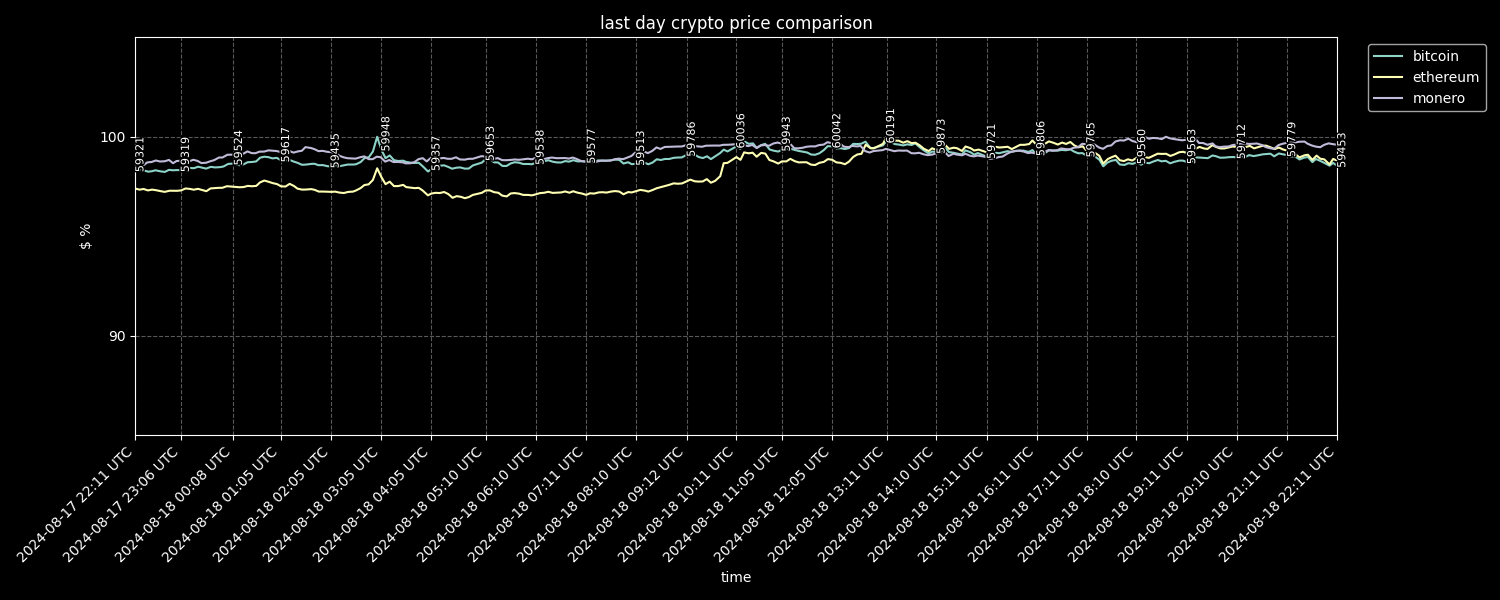 last day crypto price comparison
bitcoin
ethereum
monero
100
90
$ %
59321
59319
59524
59617
59435
59948
59357
59653
59538
59577
59513
59786
60036
59943
60042
60191
59873
59721
59806
59765
59560
59563
59712
59779
59453
2024-08-17 22:11 UTC
2024-08-17 23:06 UTC
2024-08-18 00:08 UTC
2024-08-18 01:05 UTC
2024-08-18 02:05 UTC
2024-08-18 03:05 UTC
2024-08-18 04:05 UTC
2024-08-18 05:10 UTC
2024-08-18 06:10 UTC
2024-08-18 07:11 UTC
2024-08-18 08:10 UTC
2024-08-18 09:12 UTC
2024-08-18 10:11 UTC
2024-08-18 11:05 UTC
2024-08-18 12:05 UTC
2024-08-18 13:11 UTC
2024-08-18 14:10 UTC
2024-08-18 15:11 UTC
2024-08-18 16:11 UTC
2024-08-18 17:11 UTC
2024-08-18 18:10 UTC
2024-08-18 19:11 UTC
2024-08-18 20:10 UTC
2024-08-18 21:11 UTC
2024-08-18 22:11 UTC
time